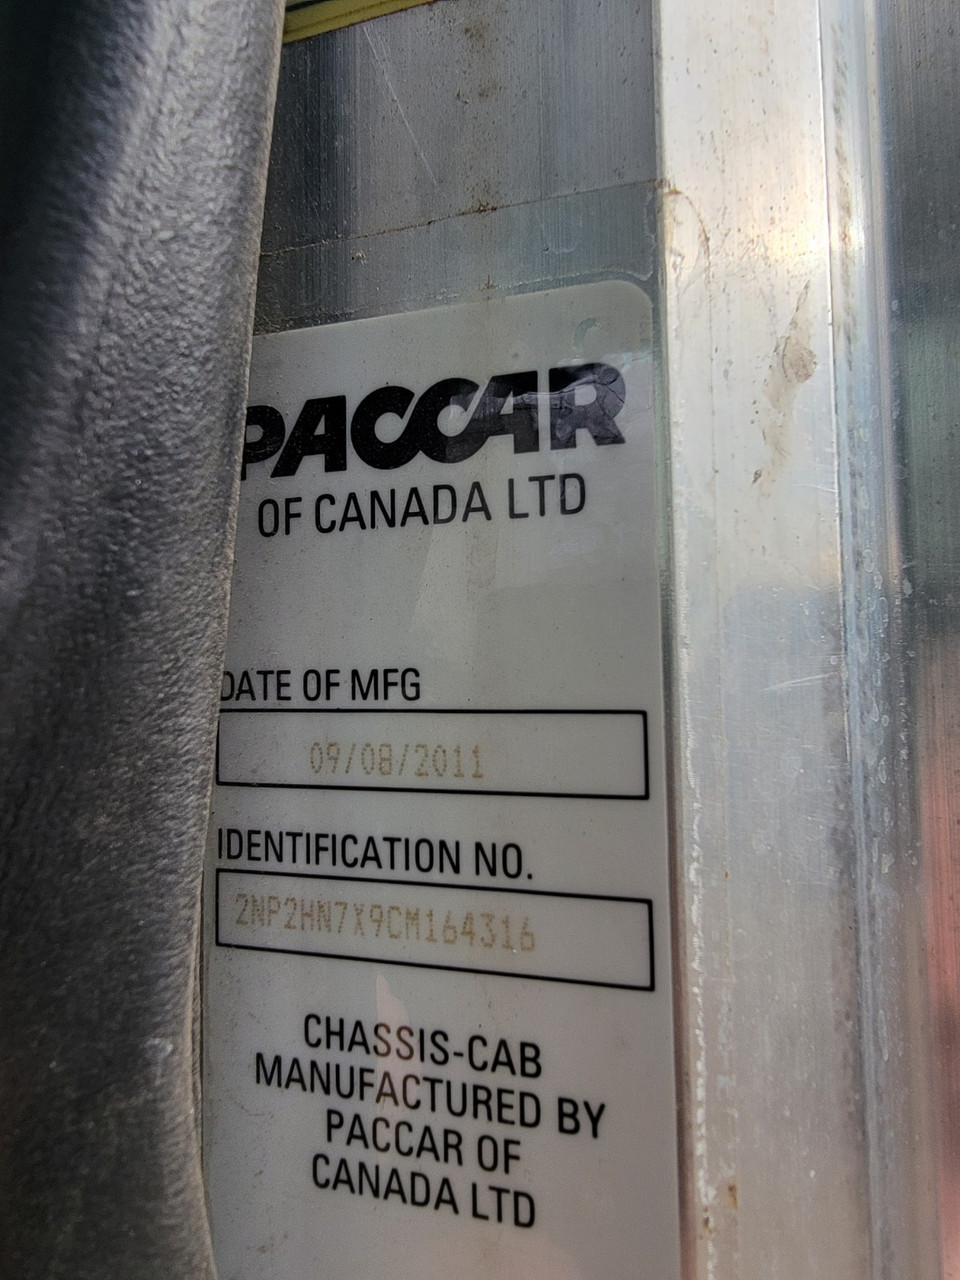 PACCAR
OF CANADA LTD
DATE OF MFG
09/08/2011
IDENTIFICATION NO.
2NP2HN7X9CM164316
CHASSIS-CAB
MANUFACTURED BY
PACCAR OF
CANADA LTD